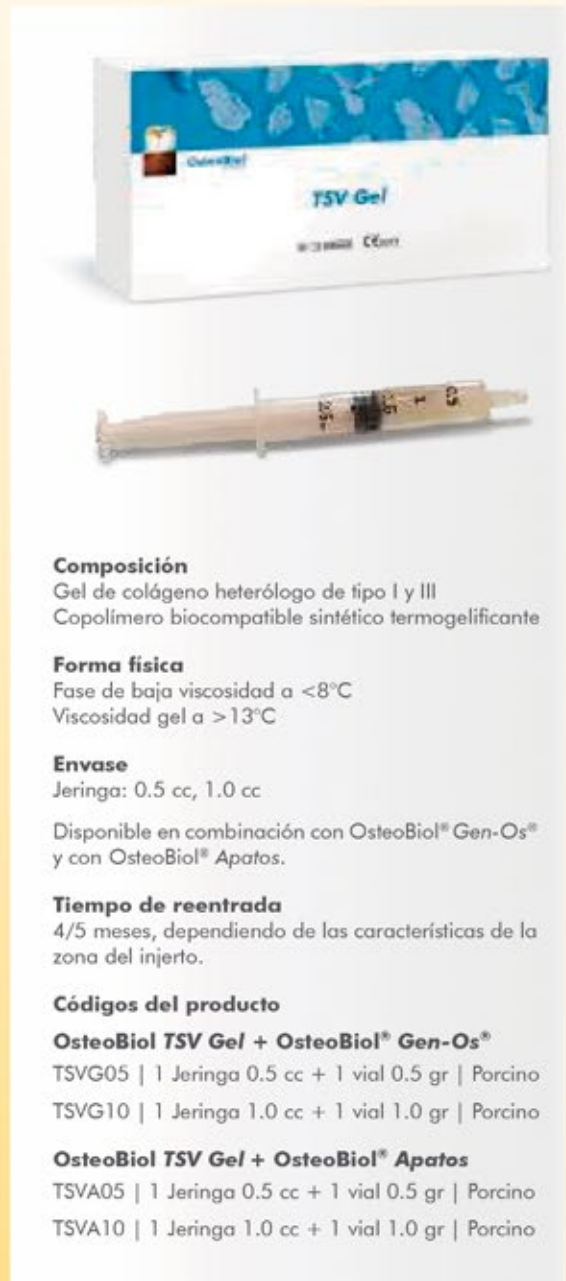 OsteoBiol
TSV Gel
2.5
1.5
1
0.5
Composición
Gel de colágeno heterólogo de tipo I y III
Copolímero biocompatible sintético termogelificante
Forma física
Fase de baja viscosidad a <8°C
Viscosidad gel a >13°C
Envase
Jeringa: 0.5 cc, 1.0 cc
Disponible en combinación con OsteoBiol® Gen-Os®
y con OsteoBiol® Apatos.
Tiempo de reentrada
4/5 meses, dependiendo de las características de la
zona del injerto.
Códigos del producto
OsteoBiol TSV Gel + OsteoBiol® Gen-Os®
TSVG05 | 1 Jeringa 0.5 cc + 1 vial 0.5 gr | Porcino
TSVG10 | 1 Jeringa 1.0 cc + 1 vial 1.0 gr | Porcino
OsteoBiol TSV Gel + OsteoBiol® Apatos
TSVA05 | 1 Jeringa 0.5 cc + 1 vial 0.5 gr | Porcino
TSVA10 | 1 Jeringa 1.0 cc + 1 vial 1.0 gr | Porcino